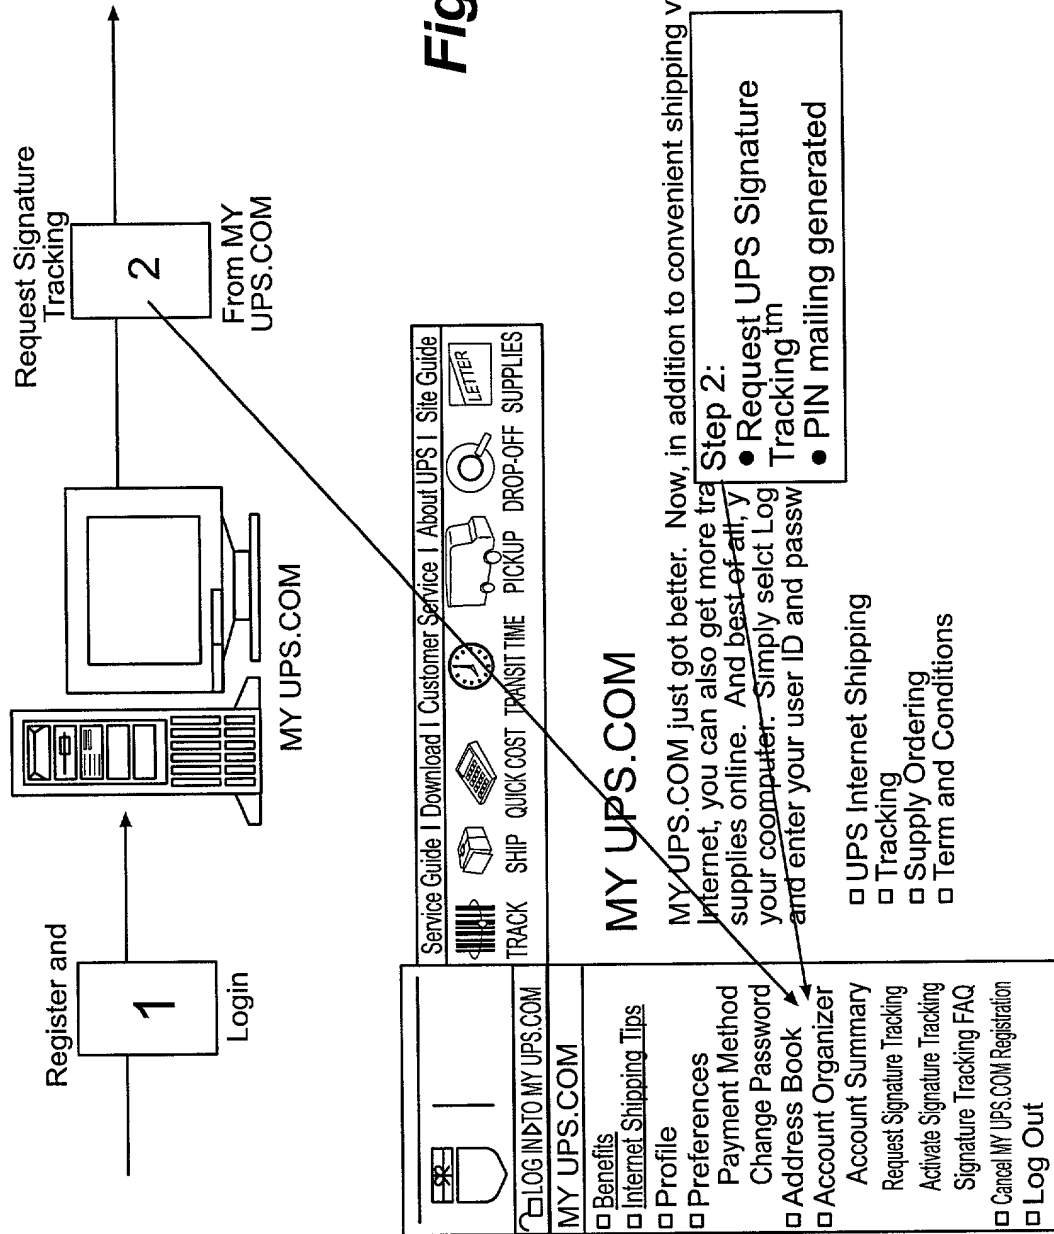 Register and
1
Login
MY UPS.COM
Request Signature
Tracking
2
From MY
UPS.COM
Fig
Service Guide | Download | Customer Service | About UPS | Site Guide
TRACK SHIP QUICK COST TRANSIT TIME PICKUP DROP-OFF SUPPLIES
LETTER
LOG IN TO MY UPS.COM
MY UPS.COM
Benefits
Internet Shipping Tips
Profile
Preferences
Payment Method
Change Password
Address Book
Account Organizer
Account Summary
Request Signature Tracking
Activate Signature Tracking
Signature Tracking FAQ
Cancel MY UPS.COM Registration
Log Out
MY UPS.COM
MY UPS.COM just got better. Now, in addition to convenient shipping v
Internet, you can also get more tra
supplies online. And best of all, y
your coomputer. Simply selct Log
and enter your user ID and passw
UPS Internet Shipping
Tracking
Supply Ordering
Term and Conditions
Step 2:
● Request UPS Signature
Tracking™
● PIN mailing generated